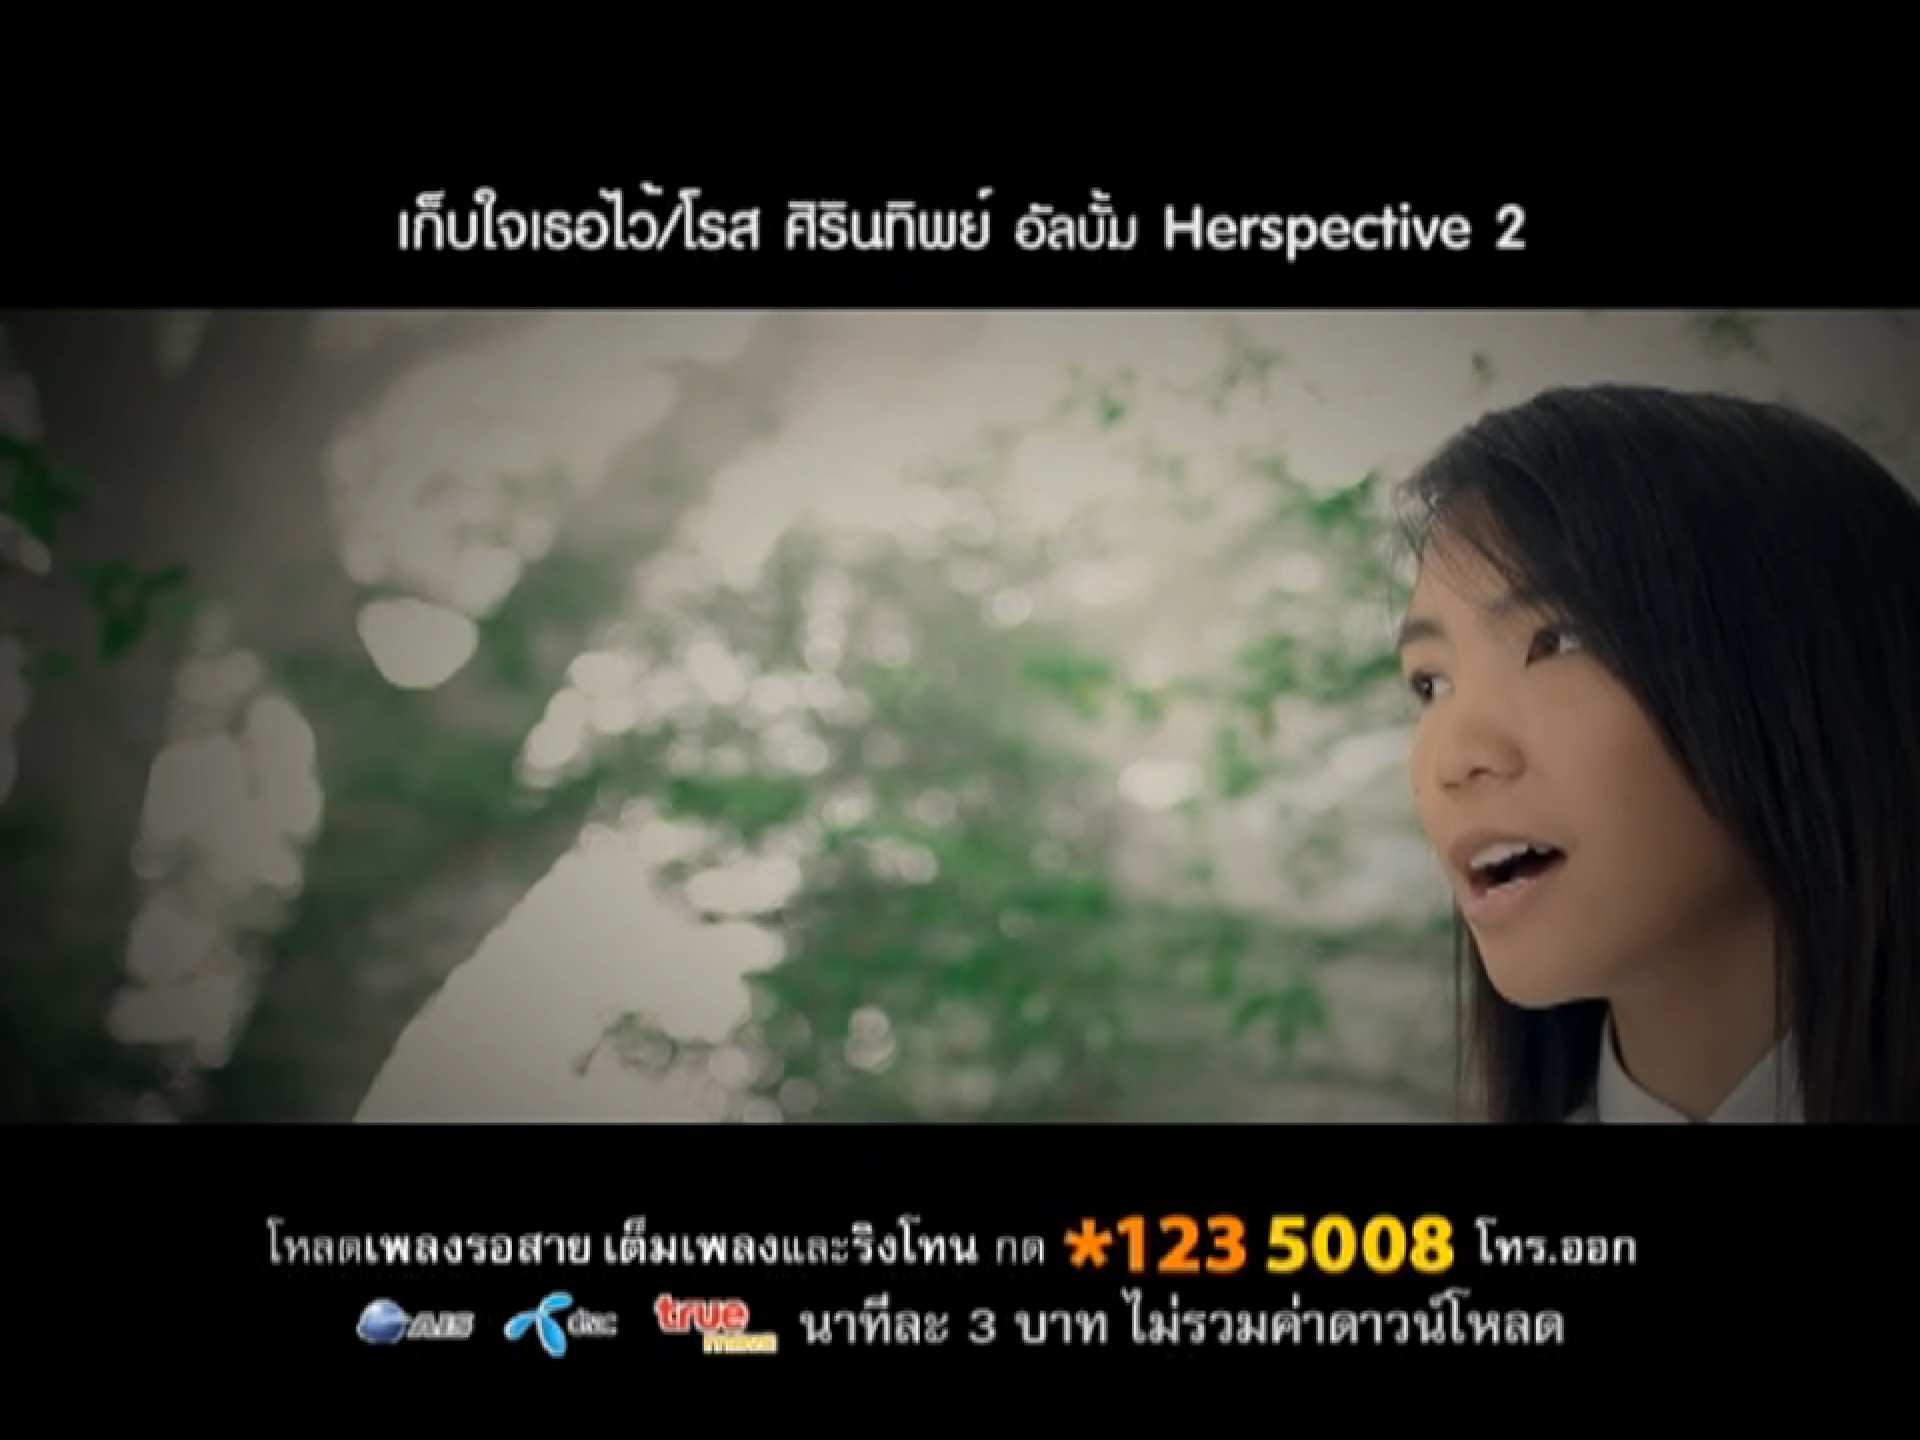 เก็บใจเธอไว้/โรส ศิรินทิพย์ อัลบั้ม Herspective 2
โหลดเพลงรอสาย เต็มเพลงและริงโทน กด *123 5008 โทร.ออก
AIS dtac true move นาทีละ 3 บาท ไม่รวมค่าดาวน์โหลด